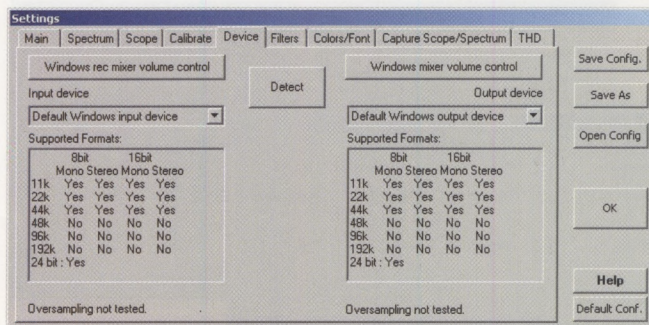 Settings
Main Spectrum Scope Calibrate Device Filters Colors/Font Capture Scope/Spectrum THD
Windows rec mixer volume control
Input device
Default Windows input device
Supported Formats:
8bit 16bit
Mono Stereo Mono Stereo
11k Yes Yes Yes Yes
22k Yes Yes Yes Yes
44k Yes Yes Yes Yes
48k No No No No
96k No No No No
192k No No No No
24 bit : Yes
Oversampling not tested.
Detect
Windows mixer volume control
Output device
Default Windows output device
Supported Formats:
8bit 16bit
Mono Stereo Mono Stereo
11k Yes Yes Yes Yes
22k Yes Yes Yes Yes
44k Yes Yes Yes Yes
48k No No No No
96k No No No No
192k No No No No
24 bit : Yes
Oversampling not tested.
Save Config.
Save As
Open Config
OK
Help
Default Conf.